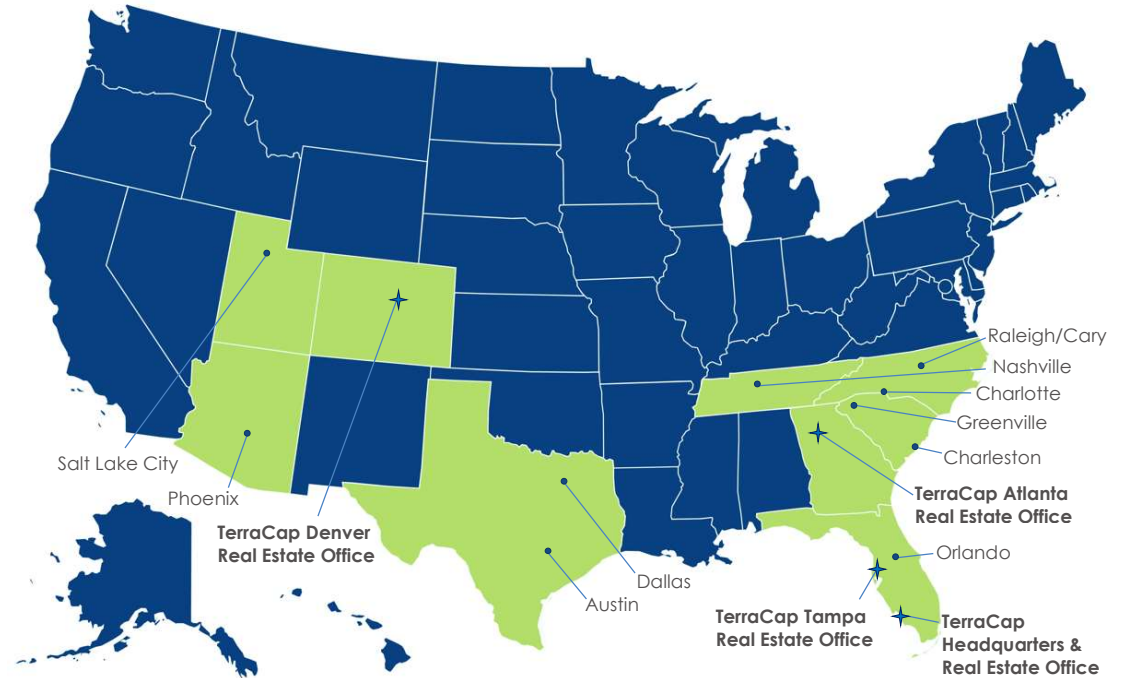 Raleigh/Cary
Nashville
Charlotte
Greenville
Charleston
Salt Lake City
Phoenix
TerraCap Atlanta
Real Estate Office
TerraCap Denver
Real Estate Office
Orlando
Dallas
Austin
TerraCap Tampa
Real Estate Office
TerraCap
Headquarters &
Real Estate Office